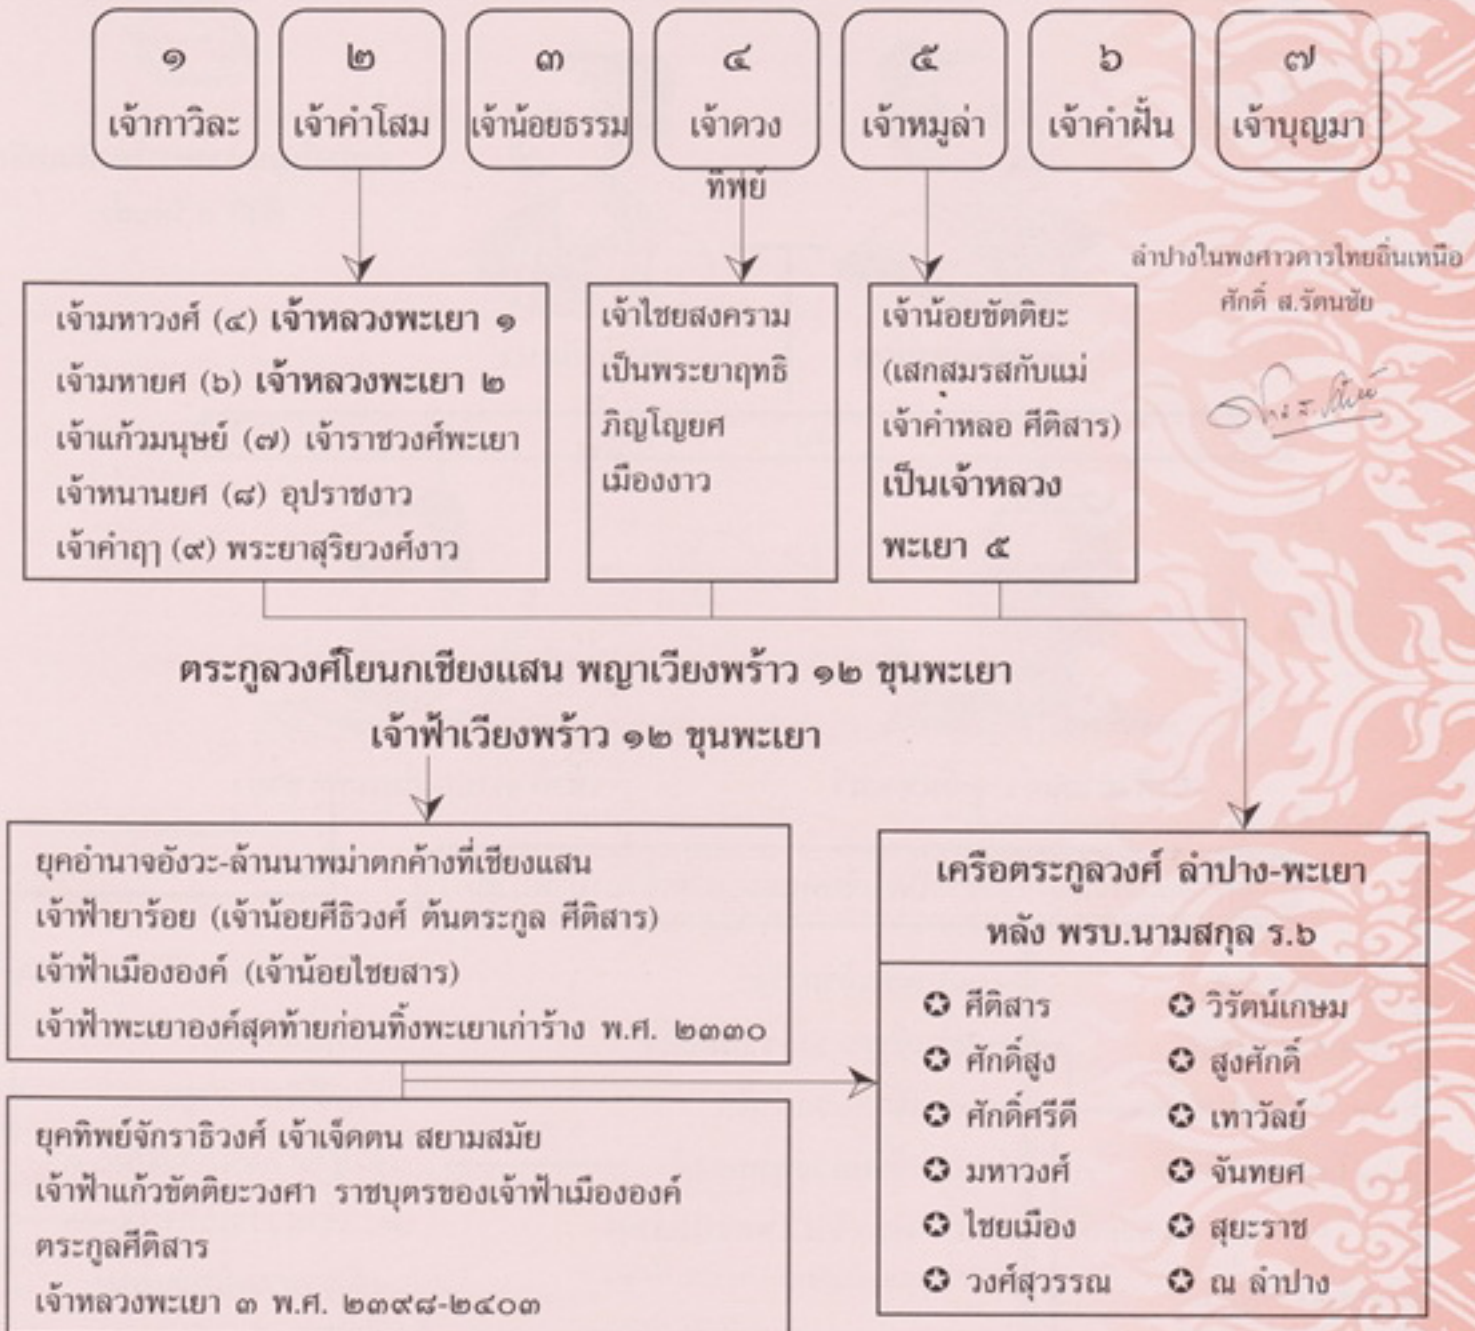 ๑
เจ้ากาวิละ
๒
เจ้าคำโสม
๓
เจ้าน้อยธรรม
๔
เจ้าดวง
ทิพย์
๕
เจ้าหมูล่า
๖
เจ้าคำฝั้น
๗
เจ้าบุญมา
ลำปางในพงศาวดารไทยถิ่นเหนือ
ศักดิ์ ส.รัตนชัย
เจ้ามหาวงศ์ (๔) เจ้าหลวงพะเยา ๑
เจ้ามหายศ (๖) เจ้าหลวงพะเยา ๒
เจ้าแก้วมนุษย์ (๗) เจ้าราชวงศ์พะเยา
เจ้าหนานยศ (๘) อุปราชงาว
เจ้าคำฤๅ (๙) พระยาสุริยวงศ์งาว
เจ้าไชยสงคราม
เป็นพระยาฤทธิ
ภิญโญยศ
เมืองงาว
เจ้าน้อยขัตติยะ
(เสกสมรสกับแม่
เจ้าคำหลอ ศีติสาร)
เป็นเจ้าหลวง
พะเยา ๕
ตระกูลวงศ์โยนกเชียงแสน พญาเวียงพร้าว ๑๒ ขุนพะเยา
เจ้าฟ้าเวียงพร้าว ๑๒ ขุนพะเยา
ยุคอำนาจอังวะ-ล้านนาพม่าตกค้างที่เชียงแสน
เจ้าฟ้ายาร้อย (เจ้าน้อยศีธิวงศ์ ต้นตระกูล ศีติสาร)
เจ้าฟ้าเมืององค์ (เจ้าน้อยไชยสาร)
เจ้าฟ้าพะเยาองค์สุดท้ายก่อนทิ้งพะเยาเก่าร้าง พ.ศ. ๒๓๓๐
ยุคทิพย์จักราธิวงศ์ เจ้าเจ็ดตน สยามสมัย
เจ้าฟ้าแก้วขัตติยะวงศา ราชบุตรของเจ้าฟ้าเมืององค์
ตระกูลศีติสาร
เจ้าหลวงพะเยา ๓ พ.ศ. ๒๓๙๘-๒๔๐๓
เครือตระกูลวงศ์ ลำปาง-พะเยา
หลัง พรบ.นามสกุล ร.๖
✪ ศีติสาร
✪ ศักดิ์สูง
✪ ศักดิ์ศรีดี
✪ มหาวงศ์
✪ ไชยเมือง
✪ วงศ์สุวรรณ
✪ วิรัตน์เกษม
✪ สูงศักดิ์
✪ เทาวัลย์
✪ จันทยศ
✪ สุยะราช
✪ ณ ลำปาง